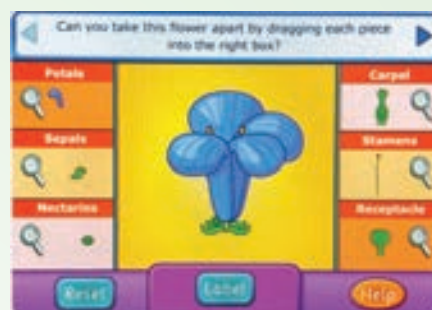 Can you take this flower apart by dragging each piece
into the right box?
Petals
Carpel
Sepals
Stamens
Nectaries
Receptacle
Reset
Label
Help